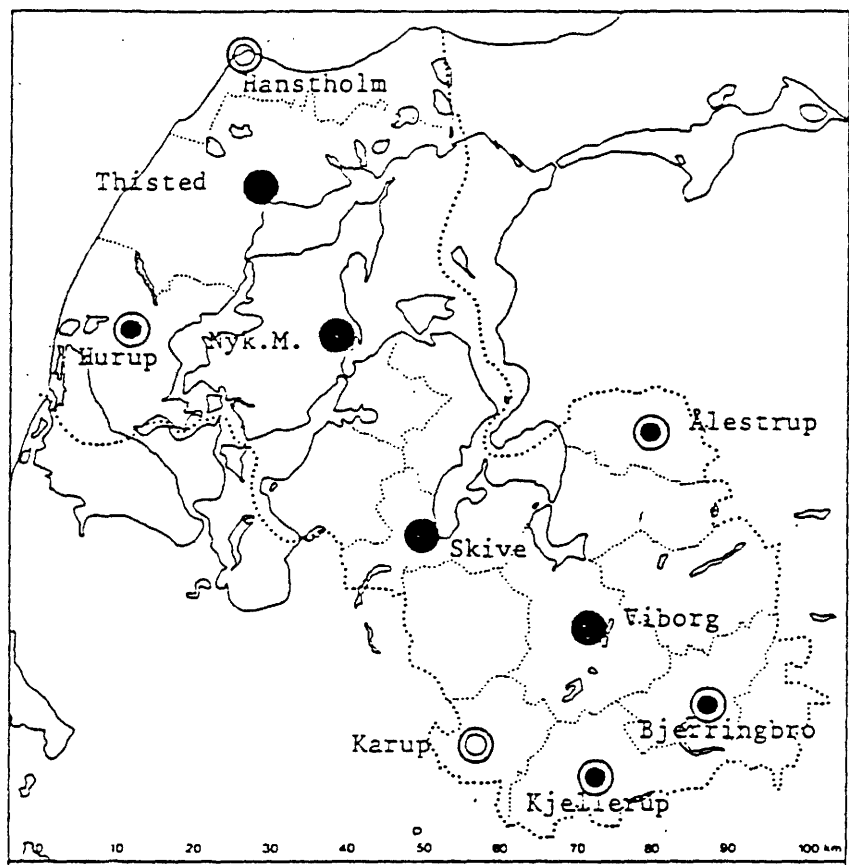 Hanstholm
Thisted
Hurup
Nyk.M.
Ålestrup
Skive
Viborg
Bjerringbro
Karup
Kjellerup
0 10 20 30 40 50 60 70 80 90 100 km